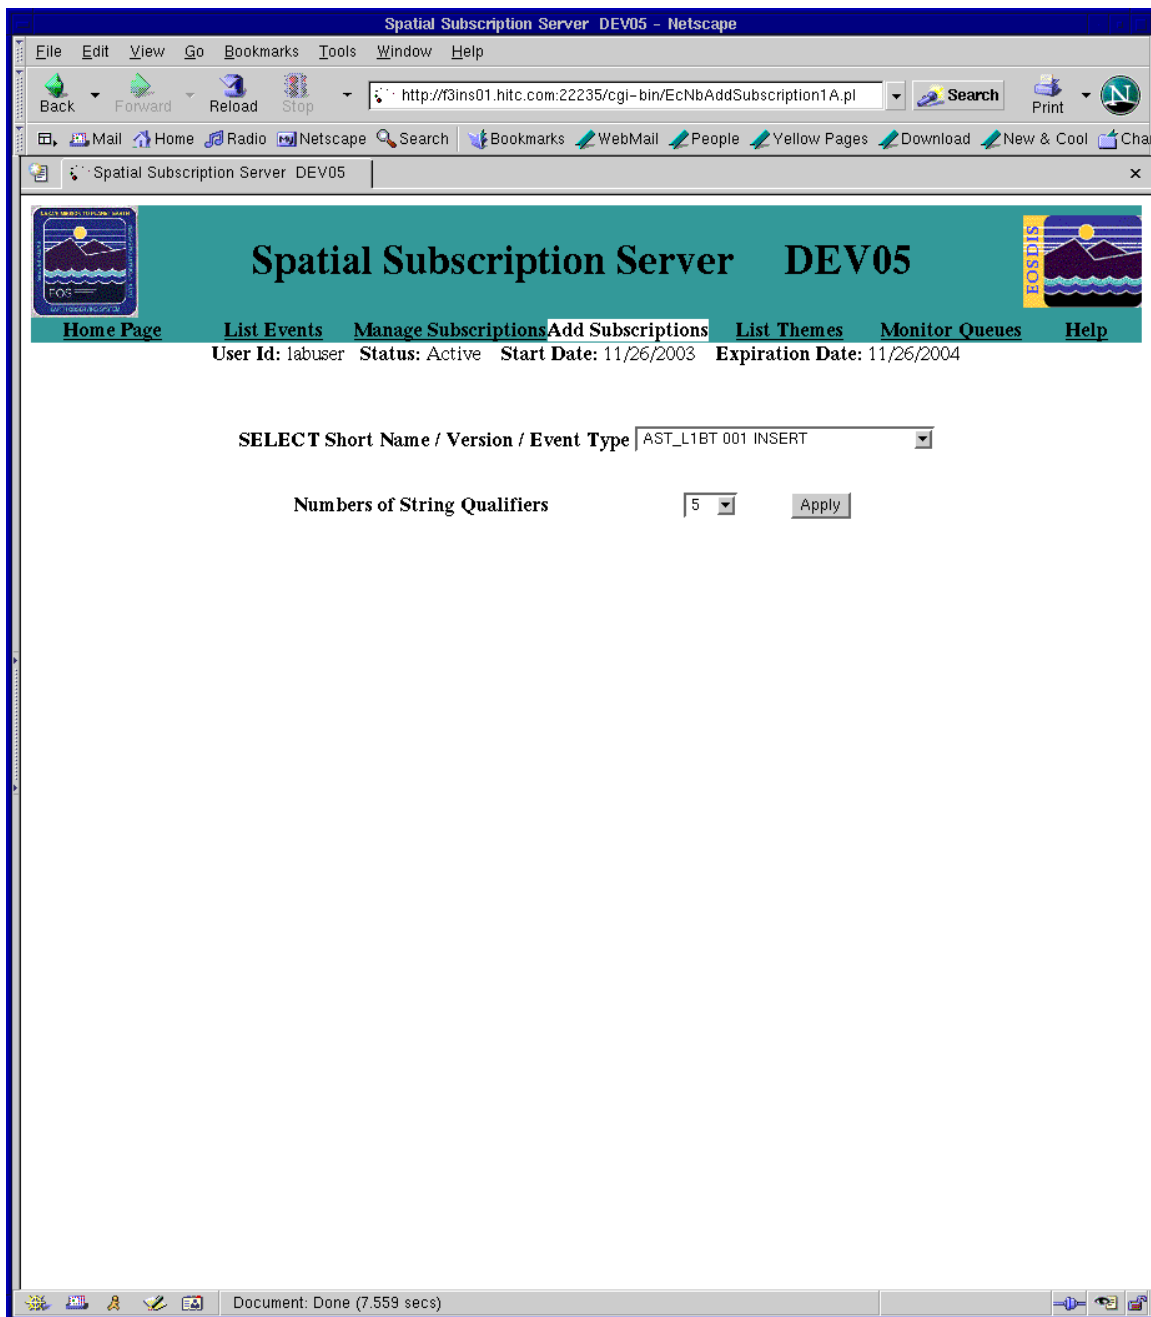 Spatial Subscription Server DEV05 - Netscape
File Edit View Go Bookmarks Tools Window Help
Back Forward Reload Stop http://f3ins01.hitc.com:22235/cgi-bin/EcNbAddSubscription1A.pl Search Print N
Mail Home Radio My Netscape Search Bookmarks WebMail People Yellow Pages Download New & Cool Cha
Spatial Subscription Server DEV05
EOS
Spatial Subscription Server DEV05
EOSDIS
Home Page List Events Manage Subscriptions Add Subscriptions List Themes Monitor Queues Help
User Id: labuser Status: Active Start Date: 11/26/2003 Expiration Date: 11/26/2004
SELECT Short Name / Version / Event Type AST_L1BT 001 INSERT
Numbers of String Qualifiers 5 Apply
Document: Done (7.559 secs)